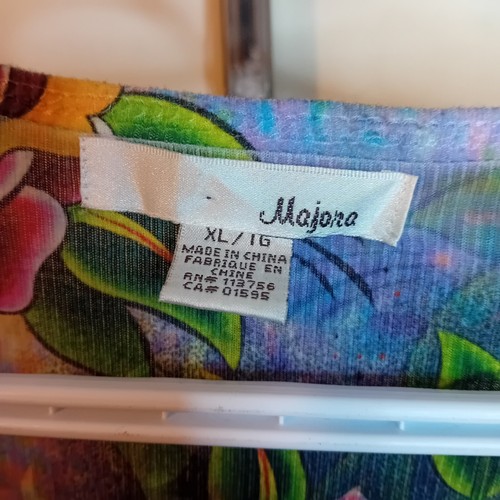 Majora
XL/TG
MADE IN CHINA
FABRIQUE EN
CHINE
RN# 113756
CA# 01595